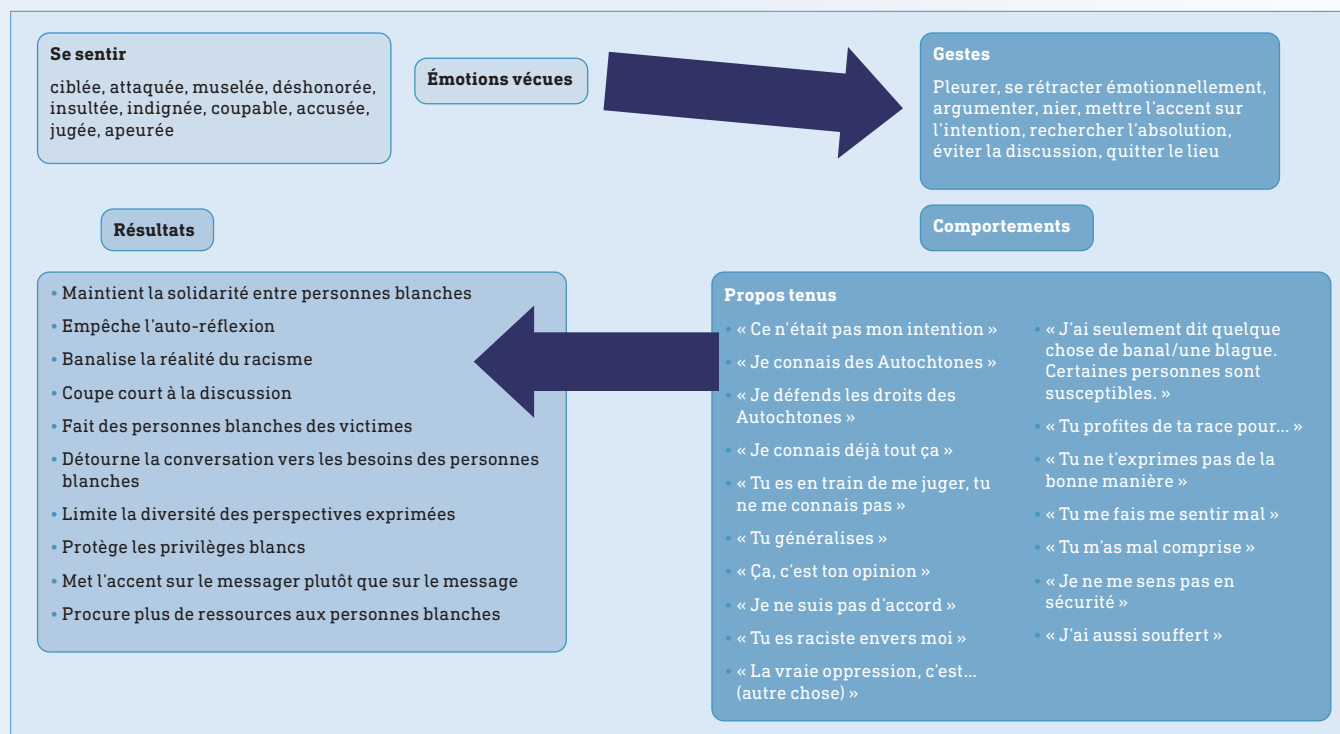 Se sentir
ciblée, attaquée, muselée, déshonorée,
insultée, indignée, coupable, accusée,
jugée, apeurée
Émotions vécues
Gestes
Pleurer, se rétracter émotionnellement,
argumenter, nier, mettre l'accent sur
l'intention, rechercher l'absolution,
éviter la discussion, quitter le lieu
Résultats
Comportements
• Maintient la solidarité entre personnes blanches
• Empêche l'auto-réflexion
• Banalise la réalité du racisme
• Coupe court à la discussion
• Fait des personnes blanches des victimes
• Détourne la conversation vers les besoins des personnes
blanches
• Limite la diversité des perspectives exprimées
• Protège les privilèges blancs
• Met l'accent sur le messager plutôt que sur le message
• Procure plus de ressources aux personnes blanches
Propos tenus
• « Ce n'était pas mon intention »
• « Je connais des Autochtones »
• « Je défends les droits des
Autochtones »
• « Je connais déjà tout ça »
• « Tu es en train de me juger, tu
ne me connais pas »
• « Tu généralises »
• « Ça, c'est ton opinion »
• « Je ne suis pas d'accord »
• « Tu es raciste envers moi »
• « La vraie oppression, c'est...
(autre chose) »
• « J'ai seulement dit quelque
chose de banal/une blague.
Certaines personnes sont
susceptibles. »
• « Tu profites de ta race pour... »
• « Tu ne t'exprimes pas de la
bonne manière »
• « Tu me fais me sentir mal »
• « Tu m'as mal comprise »
• « Je ne me sens pas en
sécurité »
• « J'ai aussi souffert »